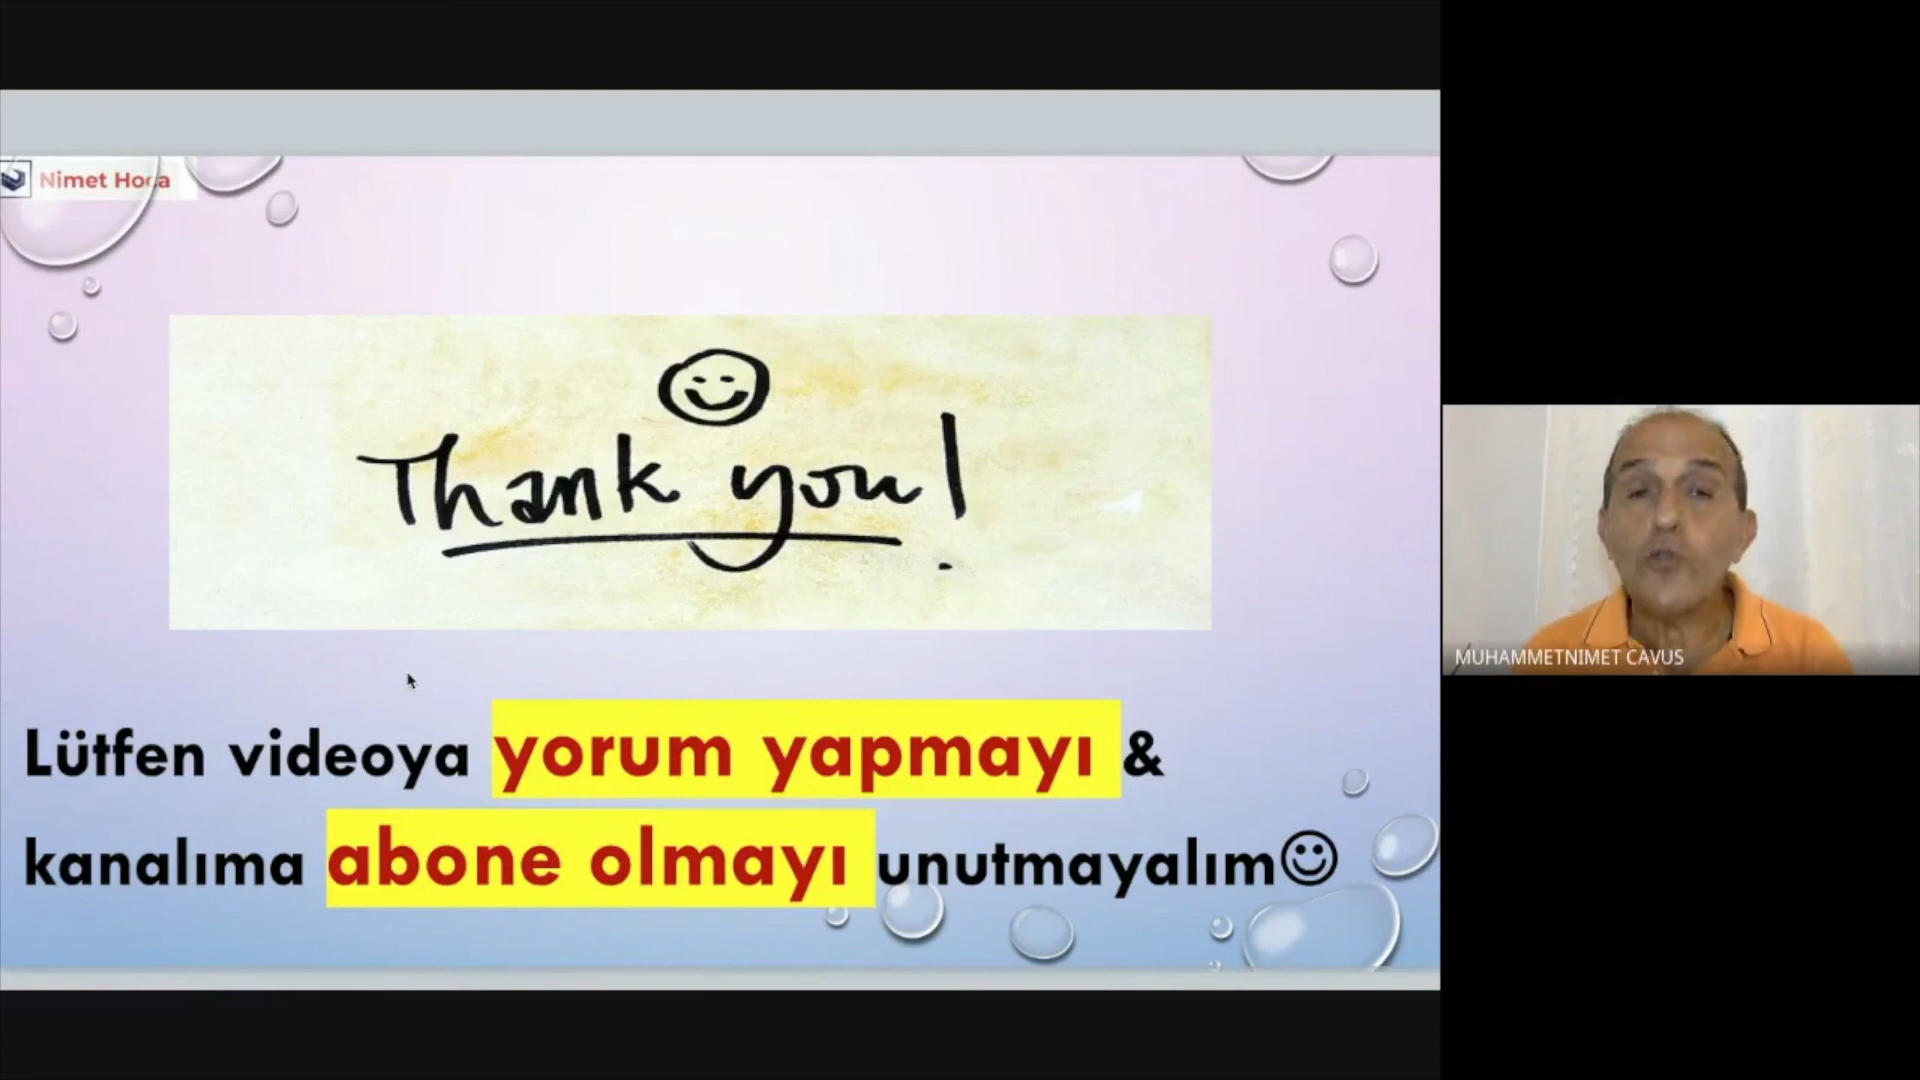 Nimet Hoca
Thank you!
Lütfen videoya yorum yapmayı &
kanalıma abone olmayı unutmayalım☺
MUHAMMETNIMET CAVUS